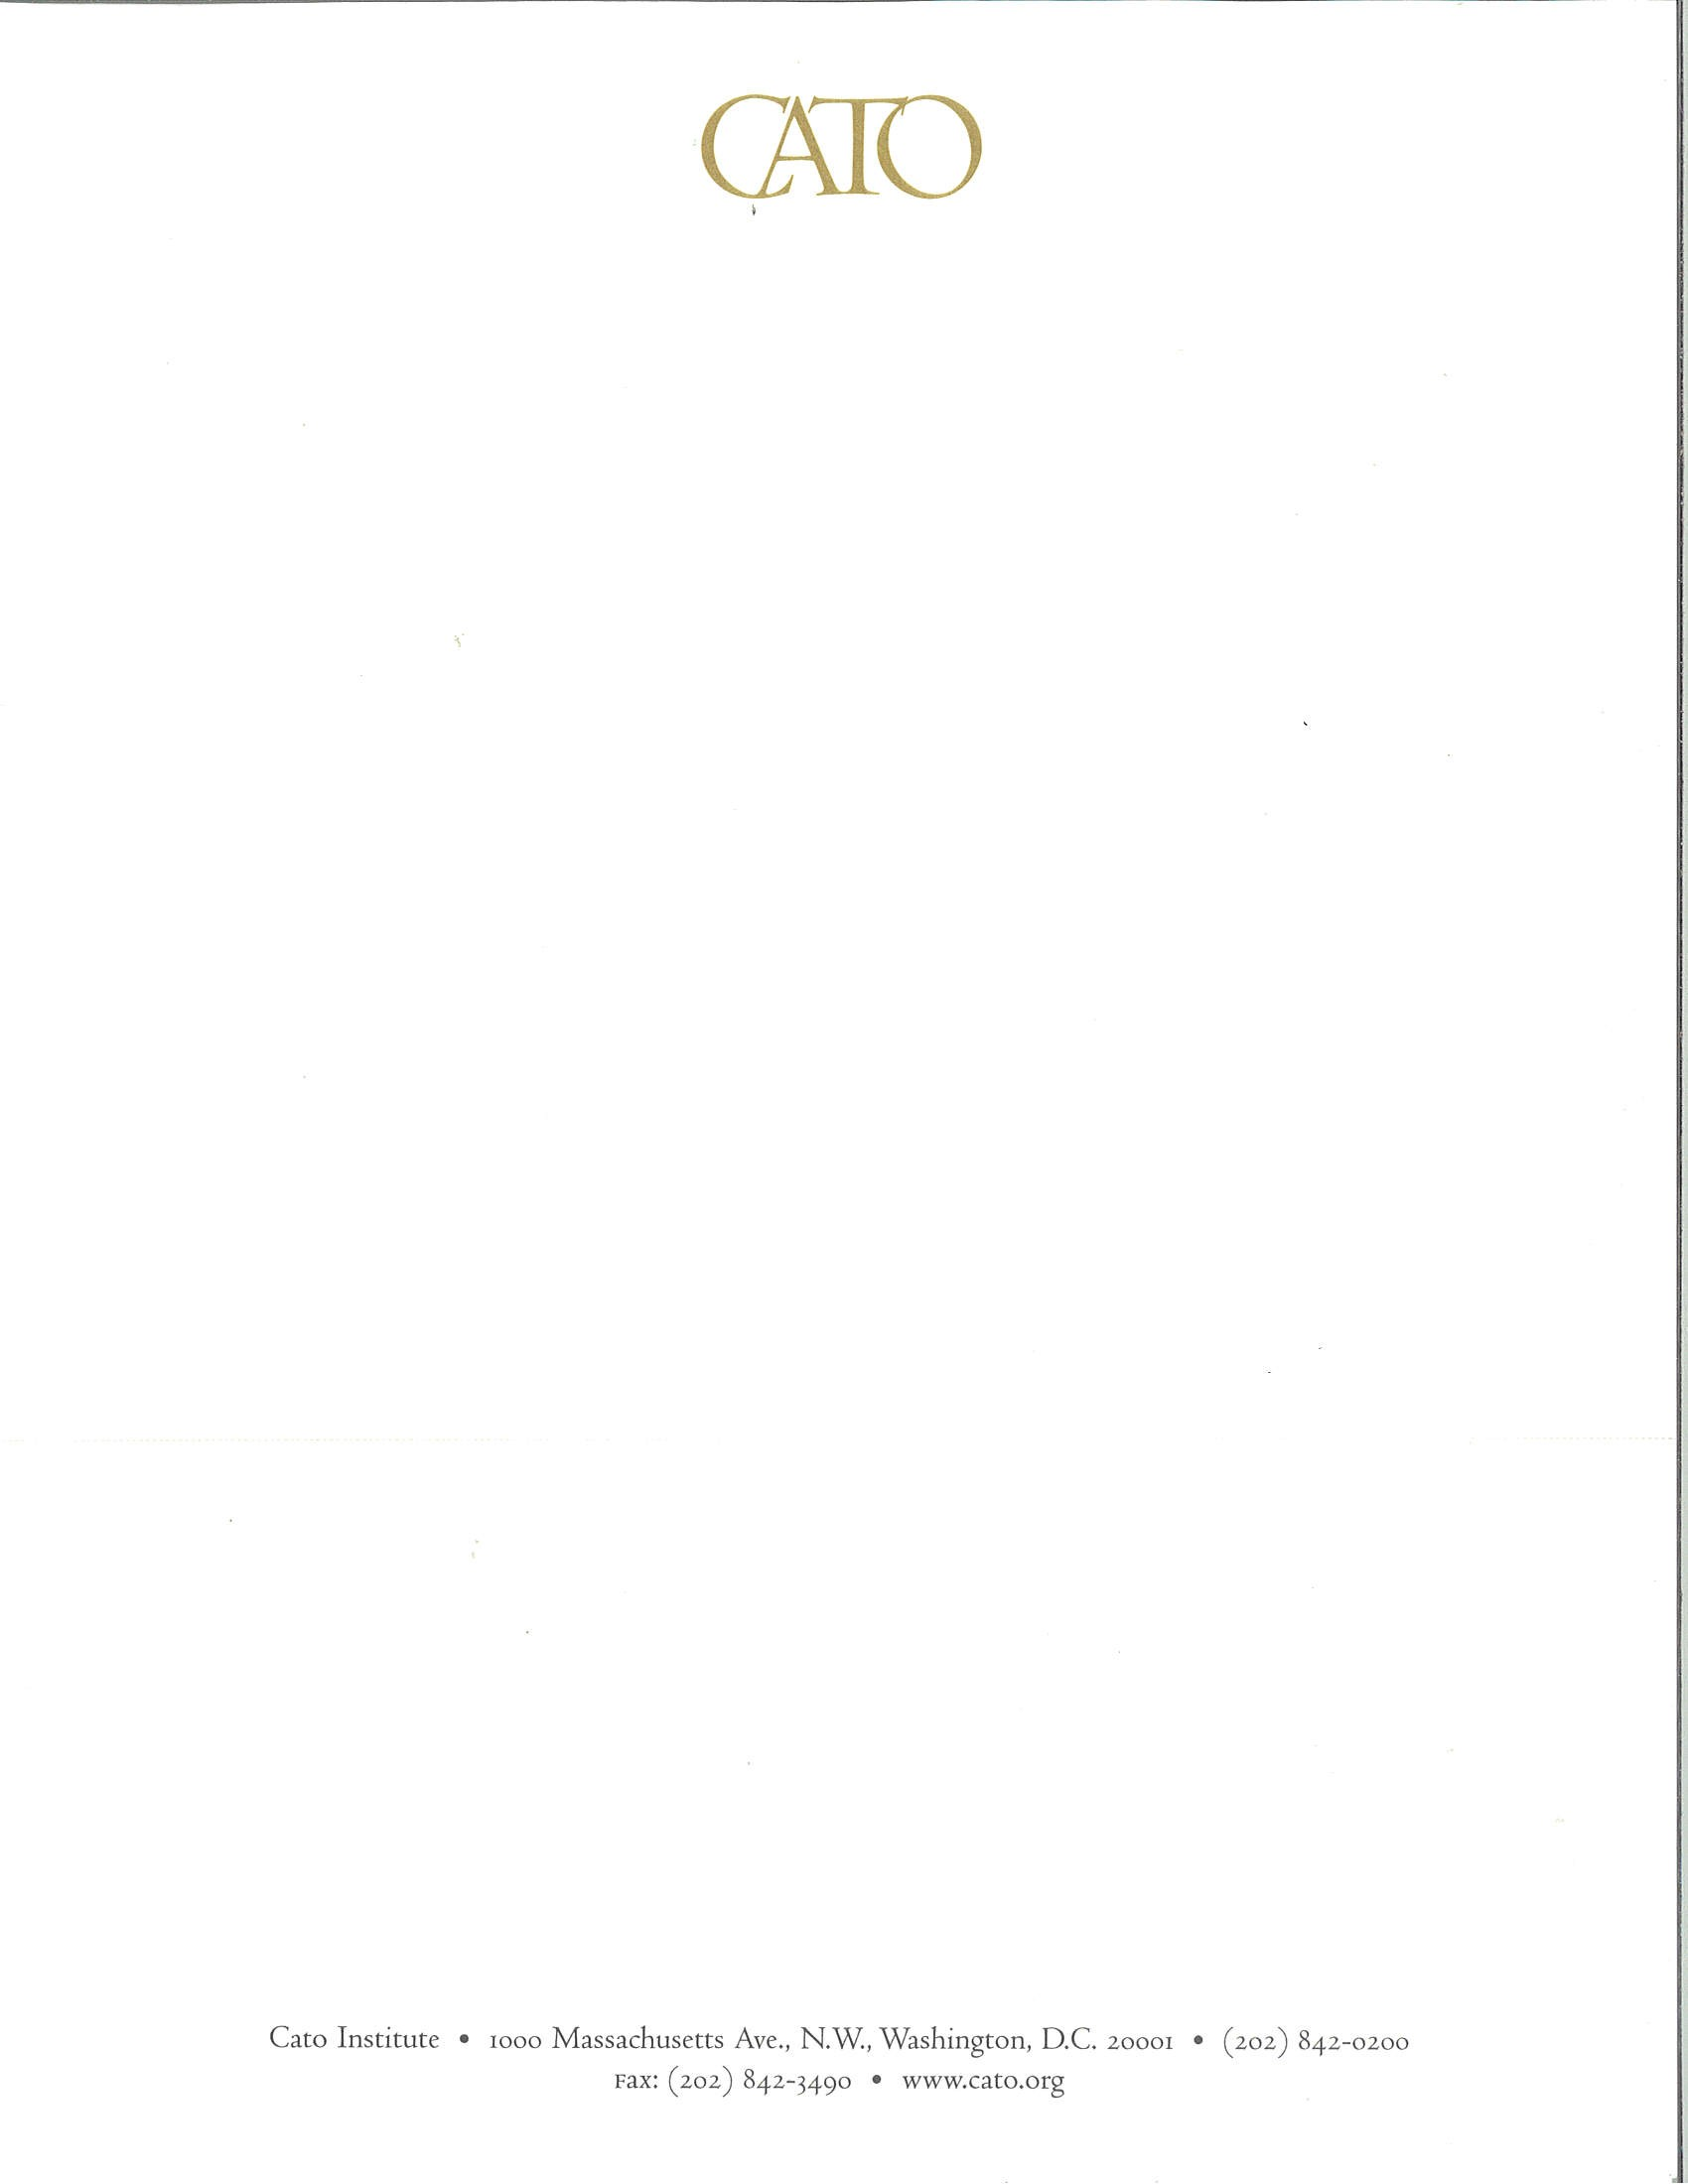 CATO
Cato Institute • 1000 Massachusetts Ave., N.W., Washington, D.C. 20001 • (202) 842-0200
Fax: (202) 842-3490 • www.cato.org